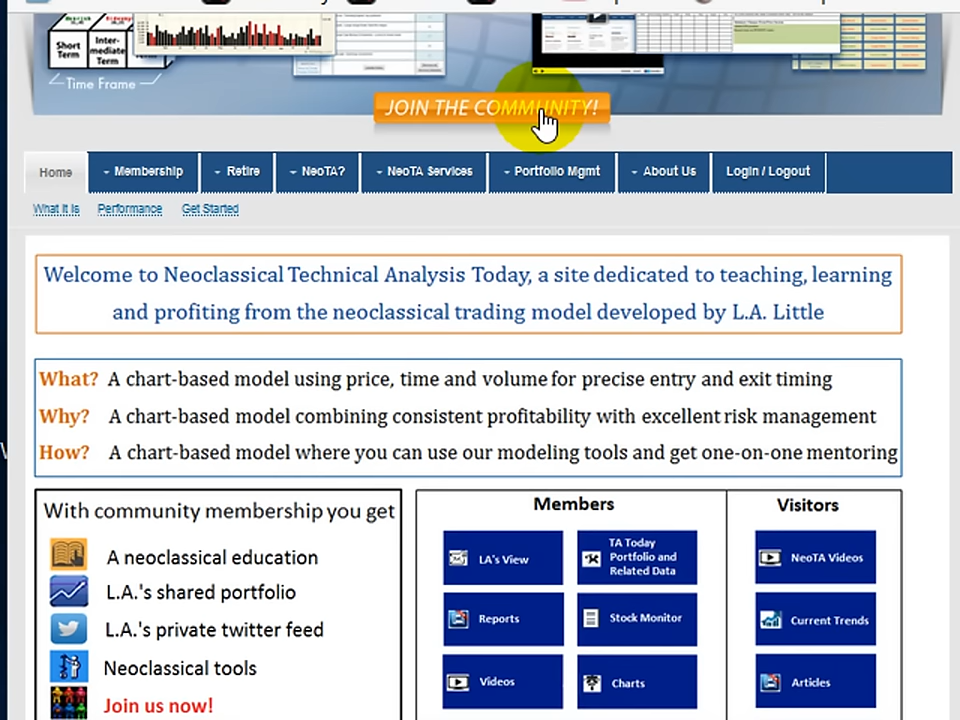 Short Term
Inter-mediate Term
Time Frame
JOIN THE COMMUNITY!
Home
Membership
Retire
NeoTA?
NeoTA Services
Portfolio Mgmt
About Us
Login / Logout
What It Is
Performance
Get Started
Welcome to Neoclassical Technical Analysis Today, a site dedicated to teaching, learning
and profiting from the neoclassical trading model developed by L.A. Little
What? A chart-based model using price, time and volume for precise entry and exit timing
Why? A chart-based model combining consistent profitability with excellent risk management
How? A chart-based model where you can use our modeling tools and get one-on-one mentoring
With community membership you get
A neoclassical education
L.A.'s shared portfolio
L.A.'s private twitter feed
Neoclassical tools
Join us now!
Members
LA's View
TA Today
Portfolio and
Related Data
Reports
Stock Monitor
Videos
Charts
Visitors
NeoTA Videos
Current Trends
Articles